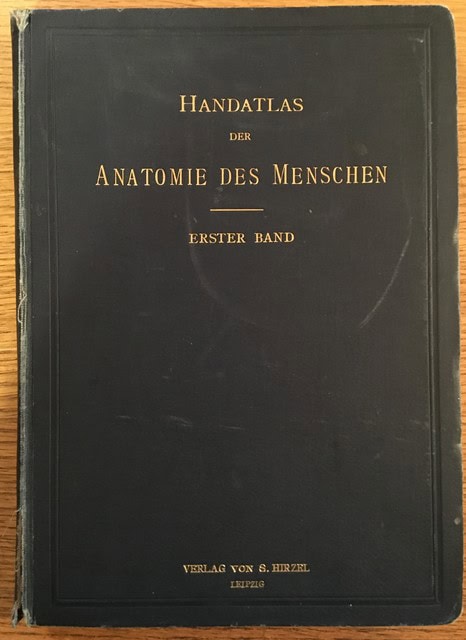 HANDATLAS
DER
ANATOMIE DES MENSCHEN
ERSTER BAND
VERLAG VON S. HIRZEL
LEIPZIG